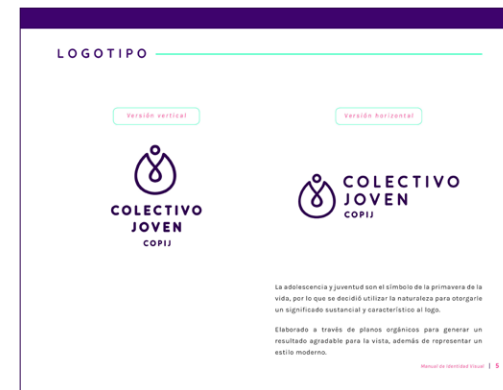 LOGOTIPO
Versión vertical
Versión horizontal
COLECTIVO
JOVEN
COPIJ
COLECTIVO
JOVEN
COPIJ
La adolescencia y juventud son el símbolo de la primavera de la
vida, por lo que se decidió utilizar la naturaleza para otorgarle
un significado sustancial y característico al logo.
Elaborado a través de planos orgánicos para generar un
resultado agradable para la vista, además de representar un
estilo moderno.
Manual de Identidad Visual | 5